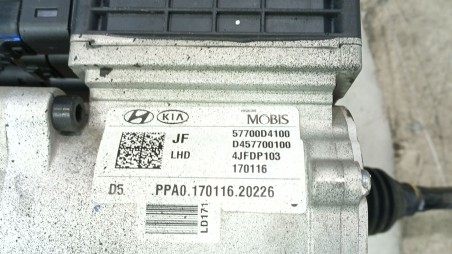 KIA
MOBIS
JF
57700D4100
D457700100
LHD
4JFDP103
170116
D5 .PPA0.170116.20226
LD171